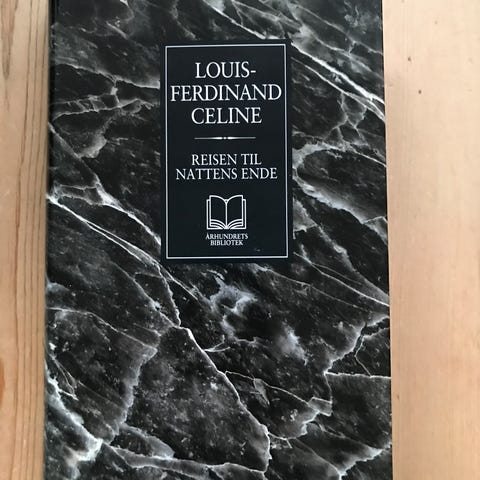 LOUIS-
FERDINAND
CELINE
REISEN TIL
NATTENS ENDE
ÅRHUNDRETS
BIBLIOTEK